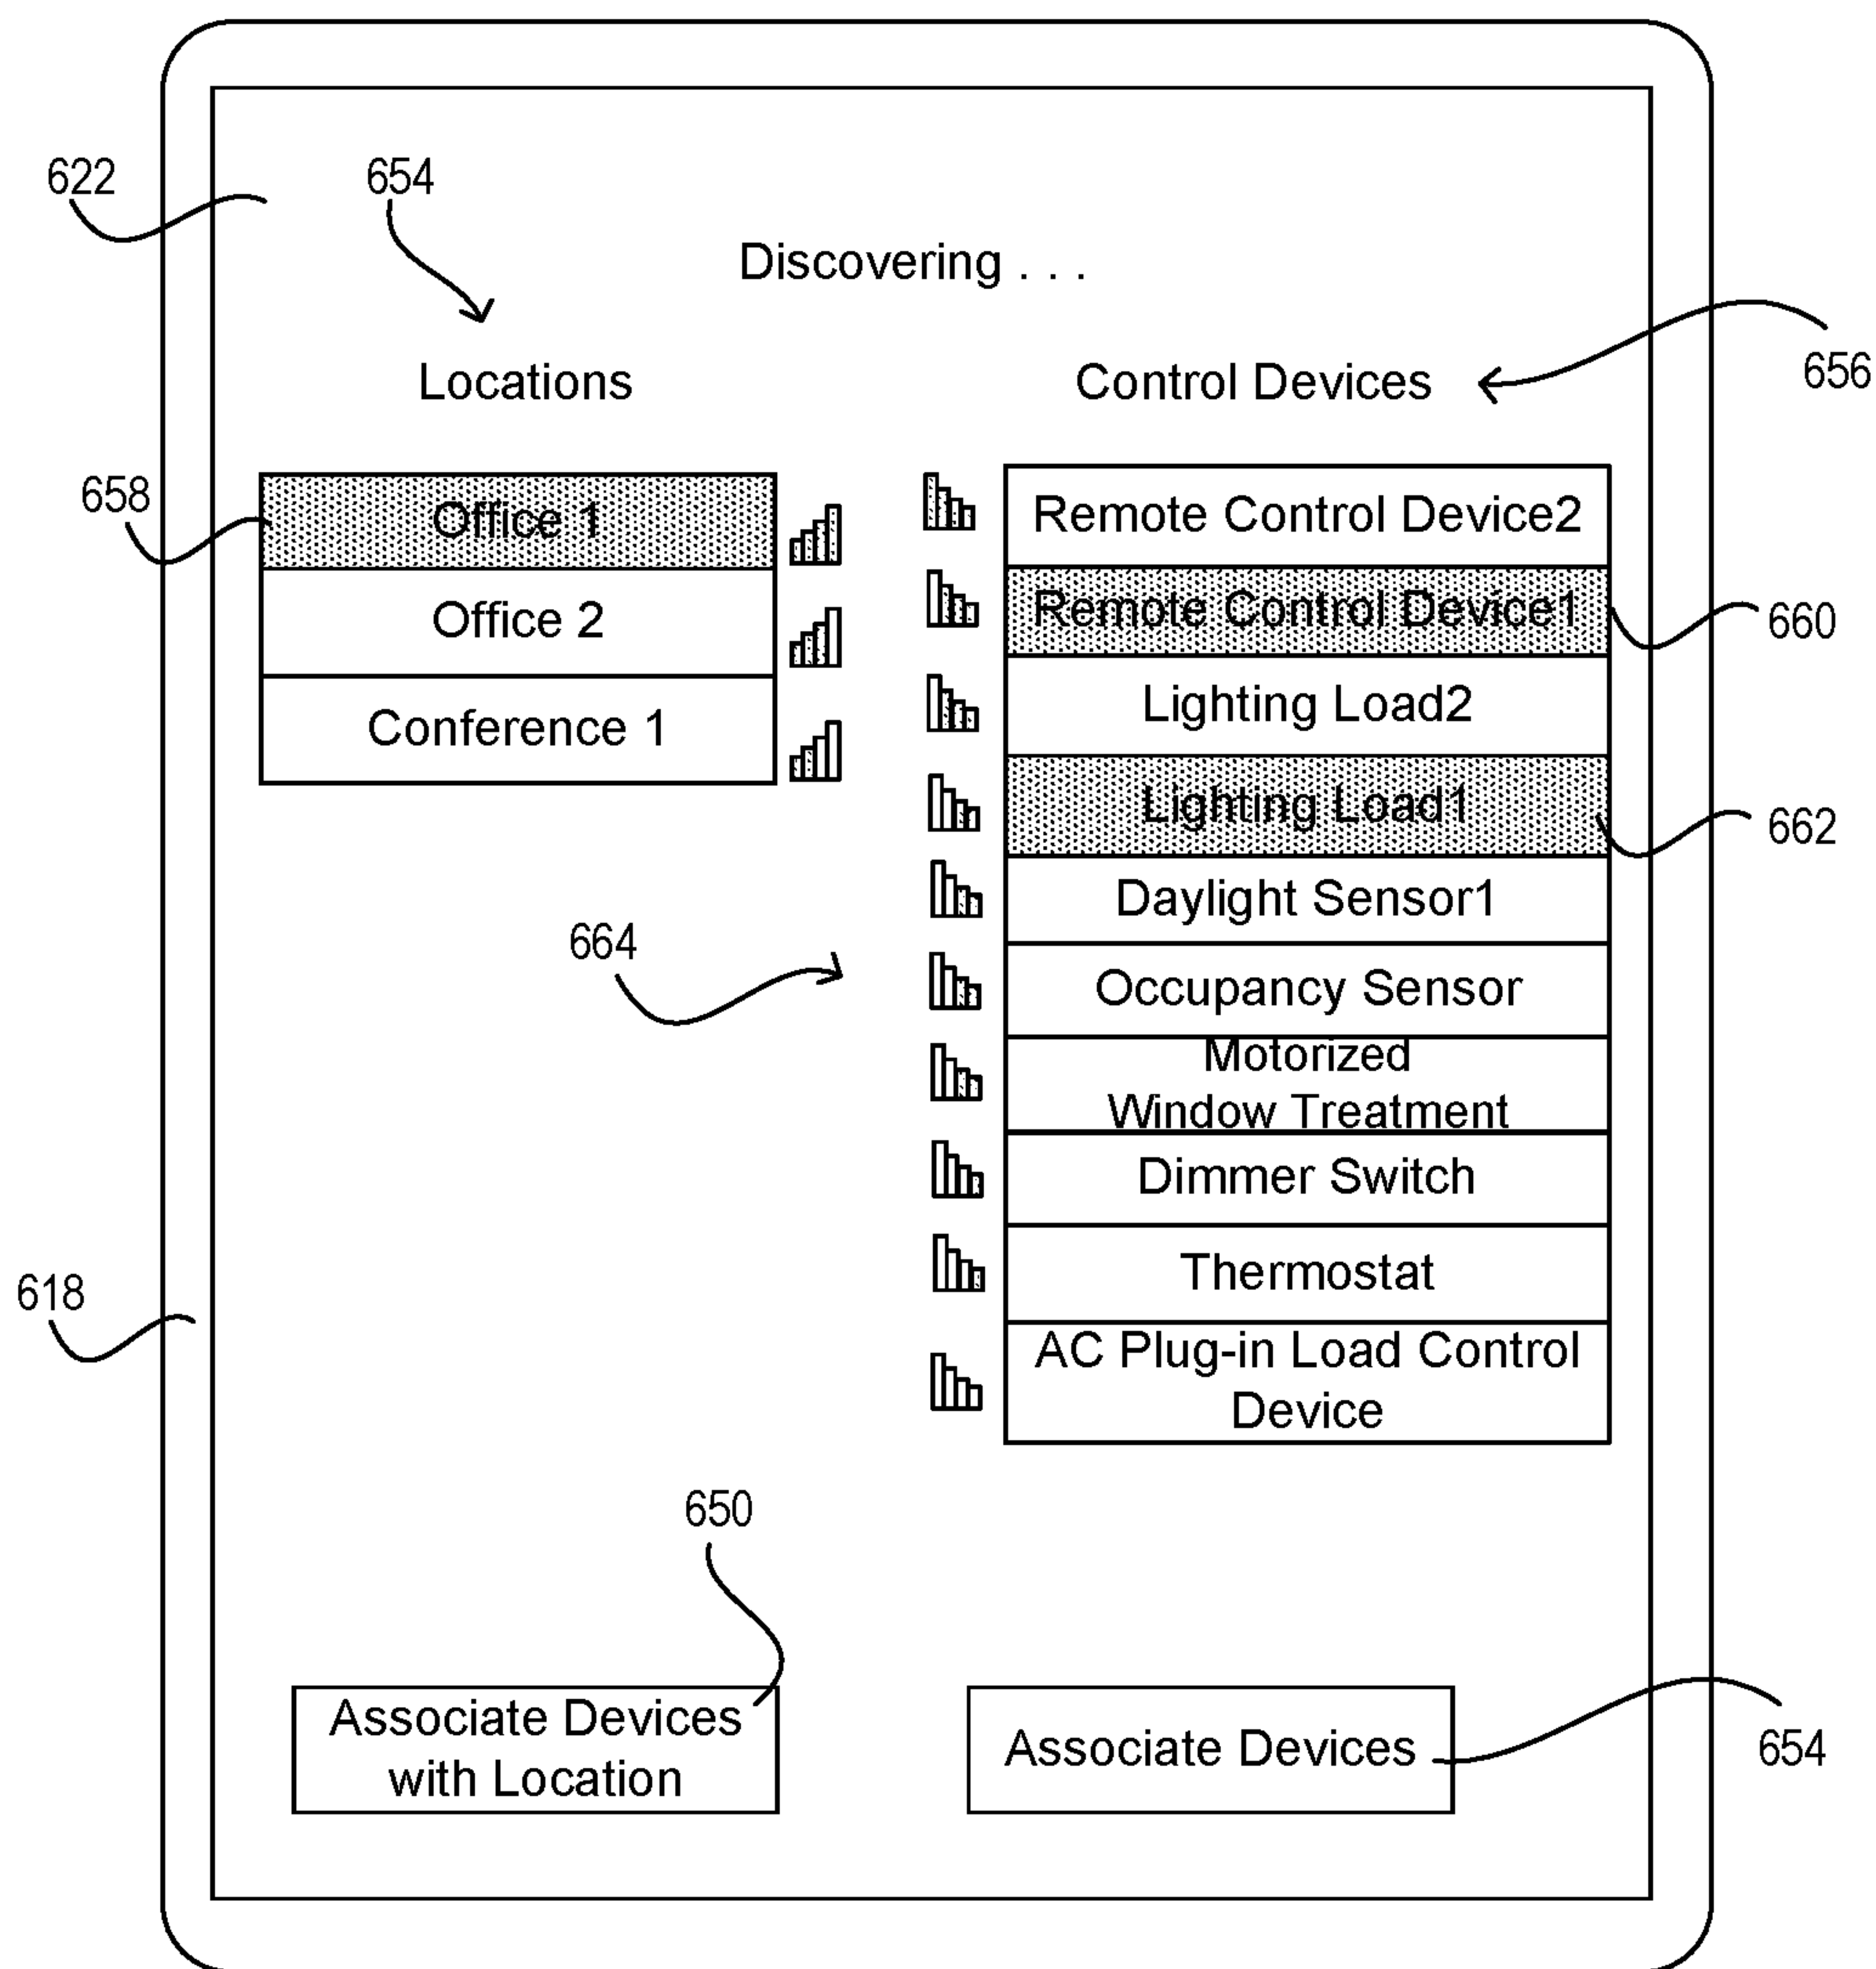 622
654
Discovering . . .
Locations
Control Devices
656
658
Office 1
Office 2
Conference 1
Remote Control Device2
Remote Control Device1
660
Lighting Load2
Lighting Load1
662
Daylight Sensor1
664
Occupancy Sensor
Motorized
Window Treatment
Dimmer Switch
Thermostat
618
AC Plug-in Load Control
Device
650
Associate Devices
with Location
Associate Devices
654